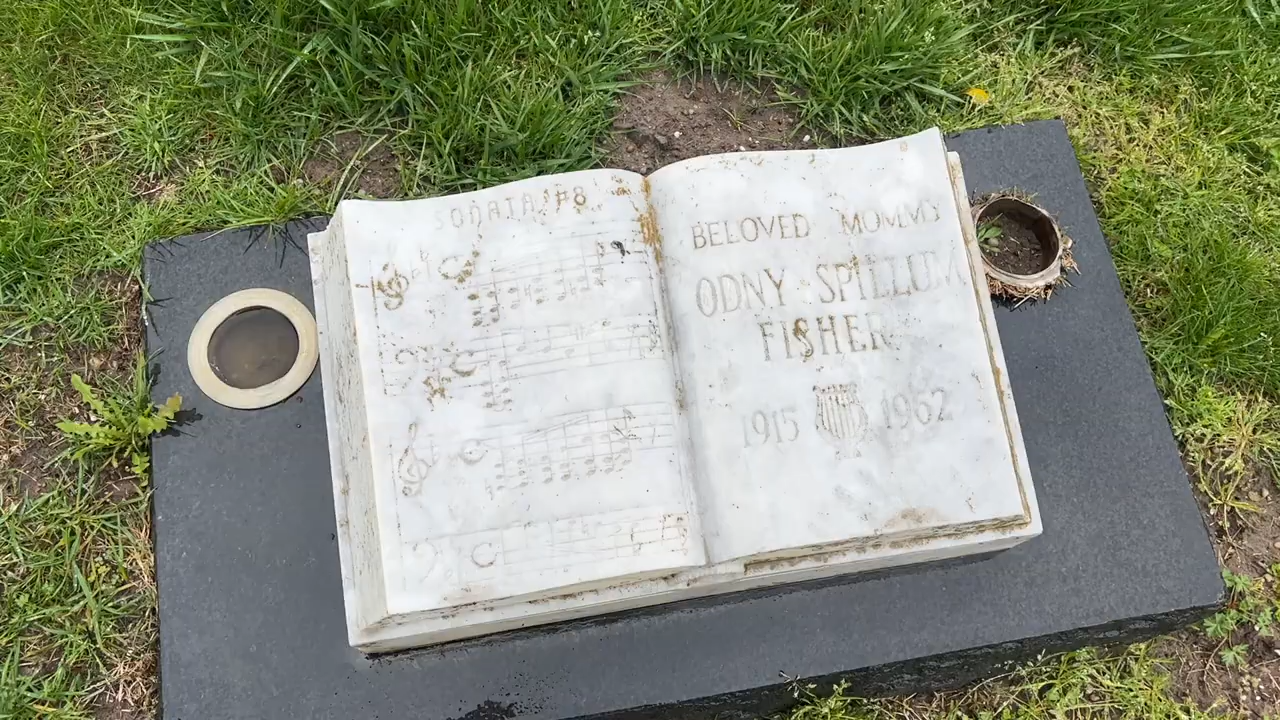 SONATA #8
BELOVED MOMMY
ODNY SPILLUM
FISHER
1915 1962